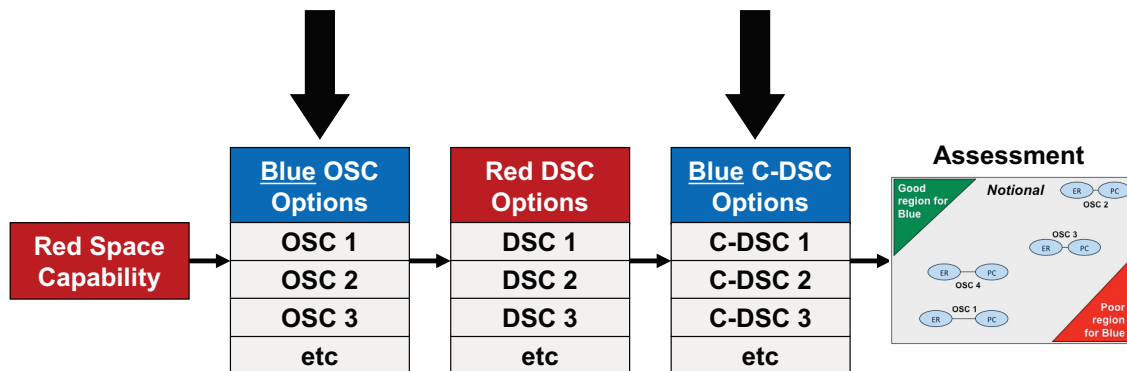 Red Space
Capability
Blue OSC
Options
OSC 1
OSC 2
OSC 3
etc
Red DSC
Options
DSC 1
DSC 2
DSC 3
etc
Blue C-DSC
Options
C-DSC 1
C-DSC 2
C-DSC 3
etc
Assessment
Good
region for
Blue
Notional
ER PC
OSC 2
OSC 3
ER PC
ER PC
OSC 4
OSC 1
ER PC
Poor
region
for Blue